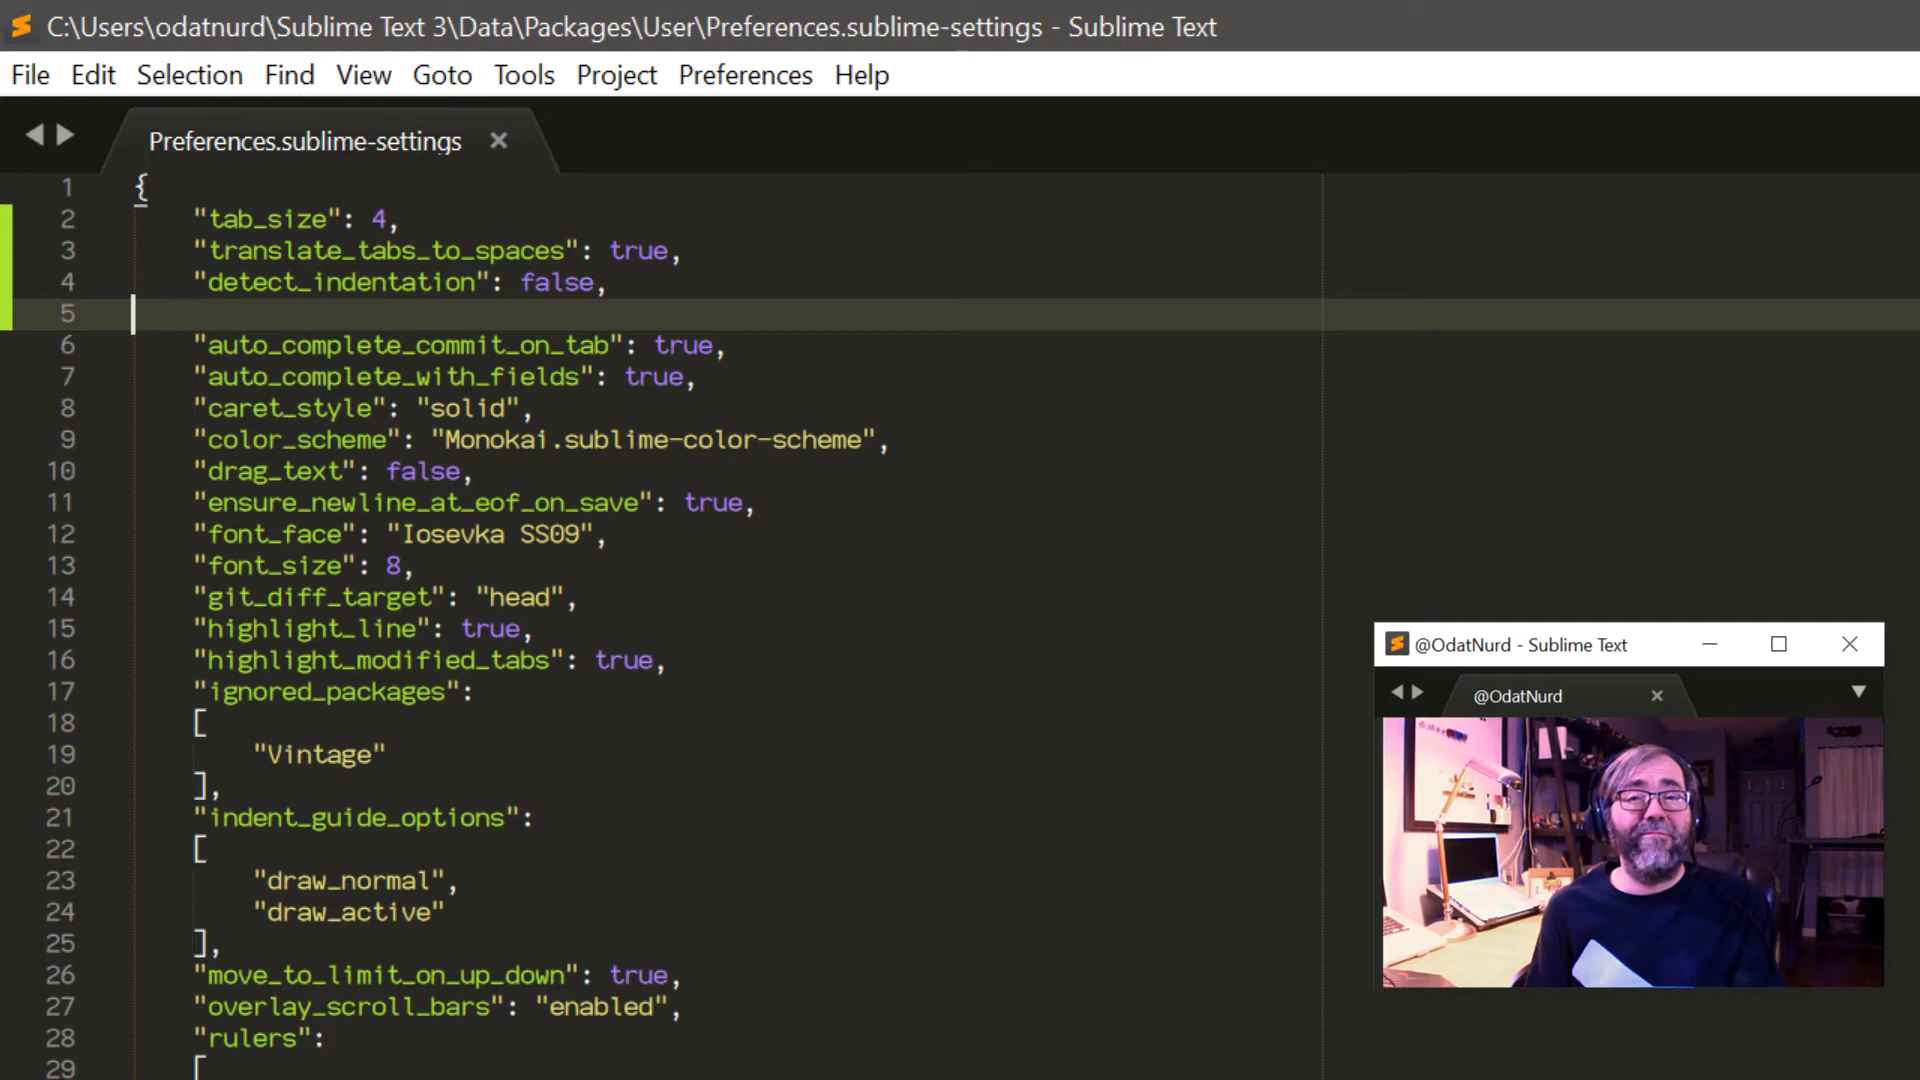 C:\Users\odatnurd\Sublime Text 3\Data\Packages\User\Preferences.sublime-settings - Sublime Text
File Edit Selection Find View Goto Tools Project Preferences Help
Preferences.sublime-settings
1 {
2 "tab_size": 4,
3 "translate_tabs_to_spaces": true,
4 "detect_indentation": false,
5
6 "auto_complete_commit_on_tab": true,
7 "auto_complete_with_fields": true,
8 "caret_style": "solid",
9 "color_scheme": "Monokai.sublime-color-scheme",
10 "drag_text": false,
11 "ensure_newline_at_eof_on_save": true,
12 "font_face": "Iosevka SS09",
13 "font_size": 8,
14 "git_diff_target": "head",
15 "highlight_line": true,
16 "highlight_modified_tabs": true,
17 "ignored_packages":
18 [
19 "Vintage"
20 ],
21 "indent_guide_options":
22 [
23 "draw_normal",
24 "draw_active"
25 ],
26 "move_to_limit_on_up_down": true,
27 "overlay_scroll_bars": "enabled",
28 "rulers":
29 [
@OdatNurd - Sublime Text
@OdatNurd